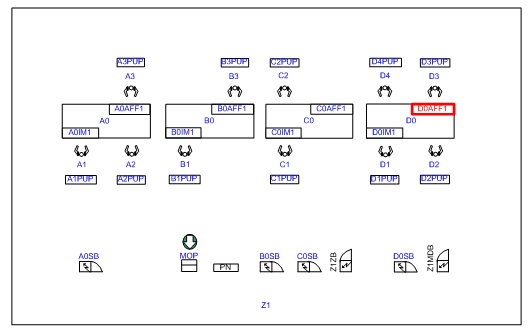 A3PUP B3PUP C2PUP D4PUP D3PUP
A3 B3 C2 D4 D3
A0AFF1 B0AFF1 C0AFF1 D0AFF1
A0 B0 C0 D0
A0IM1 B0IM1 C0IM1 D0IM1
A1 A2 B1 C1 D1 D2
A1PUP A2PUP B1PUP C1PUP D1PUP D2PUP
A0SB MOP PN B0SB C0SB Z1ZB D0SB Z1MDB
Z1